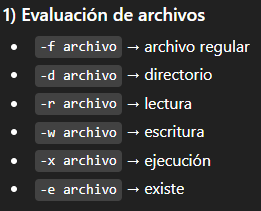 1) Evaluación de archivos
• -f archivo → archivo regular
• -d archivo → directorio
• -r archivo → lectura
• -w archivo → escritura
• -x archivo → ejecución
• -e archivo → existe